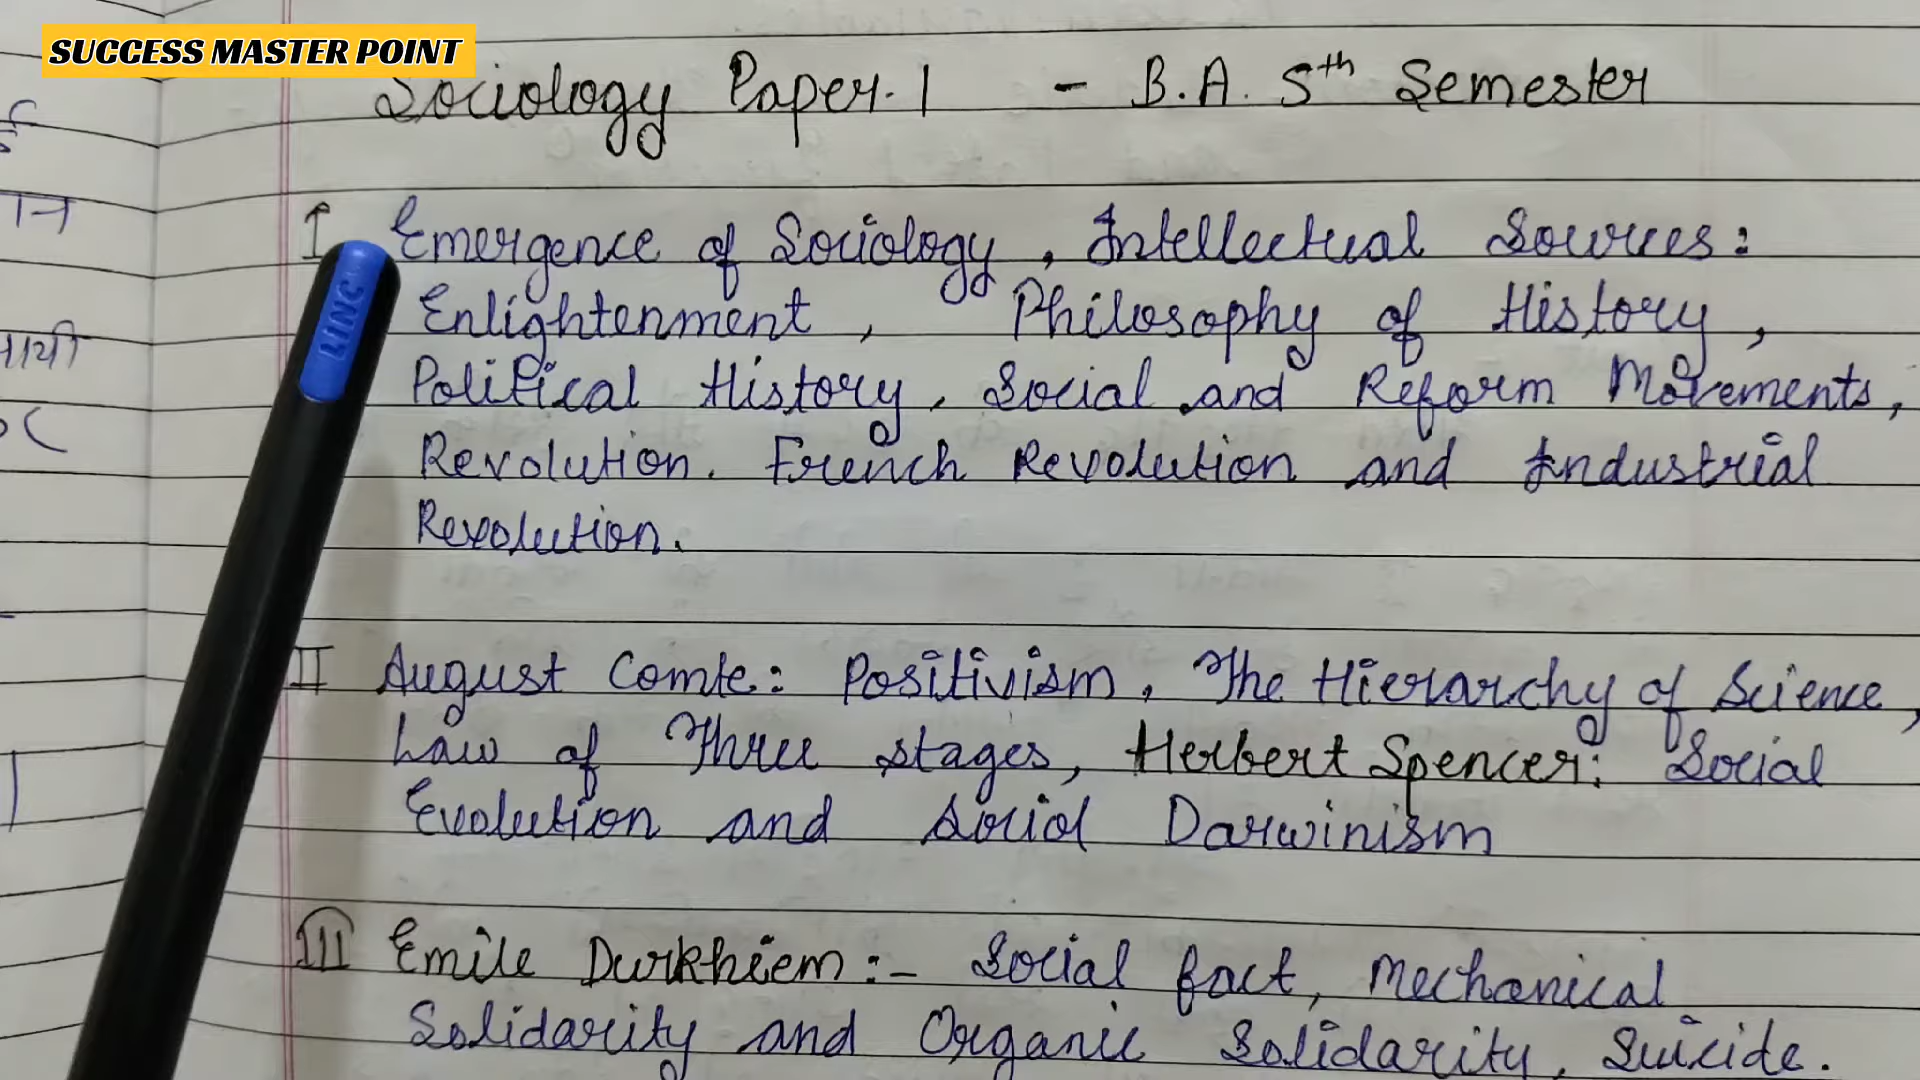 SUCCESS MASTER POINT
Sociology Paper. 1 - B.A. 5th Semester
I Emergence of Sociology, Intellectual Sources:
Enlightenment, Philosophy of History,
Political History, Social and Reform Movements,
Revolution. French Revolution and Industrial
Revolution.
II August Comte: Positivism, The Hierarchy of Science,
Law of Three stages, Herbert Spencer: Social
Evolution and Social Darwinism
III Emile Durkhiem :- Social fact, Mechanical
Solidarity and Organic Solidarity, Suicide.